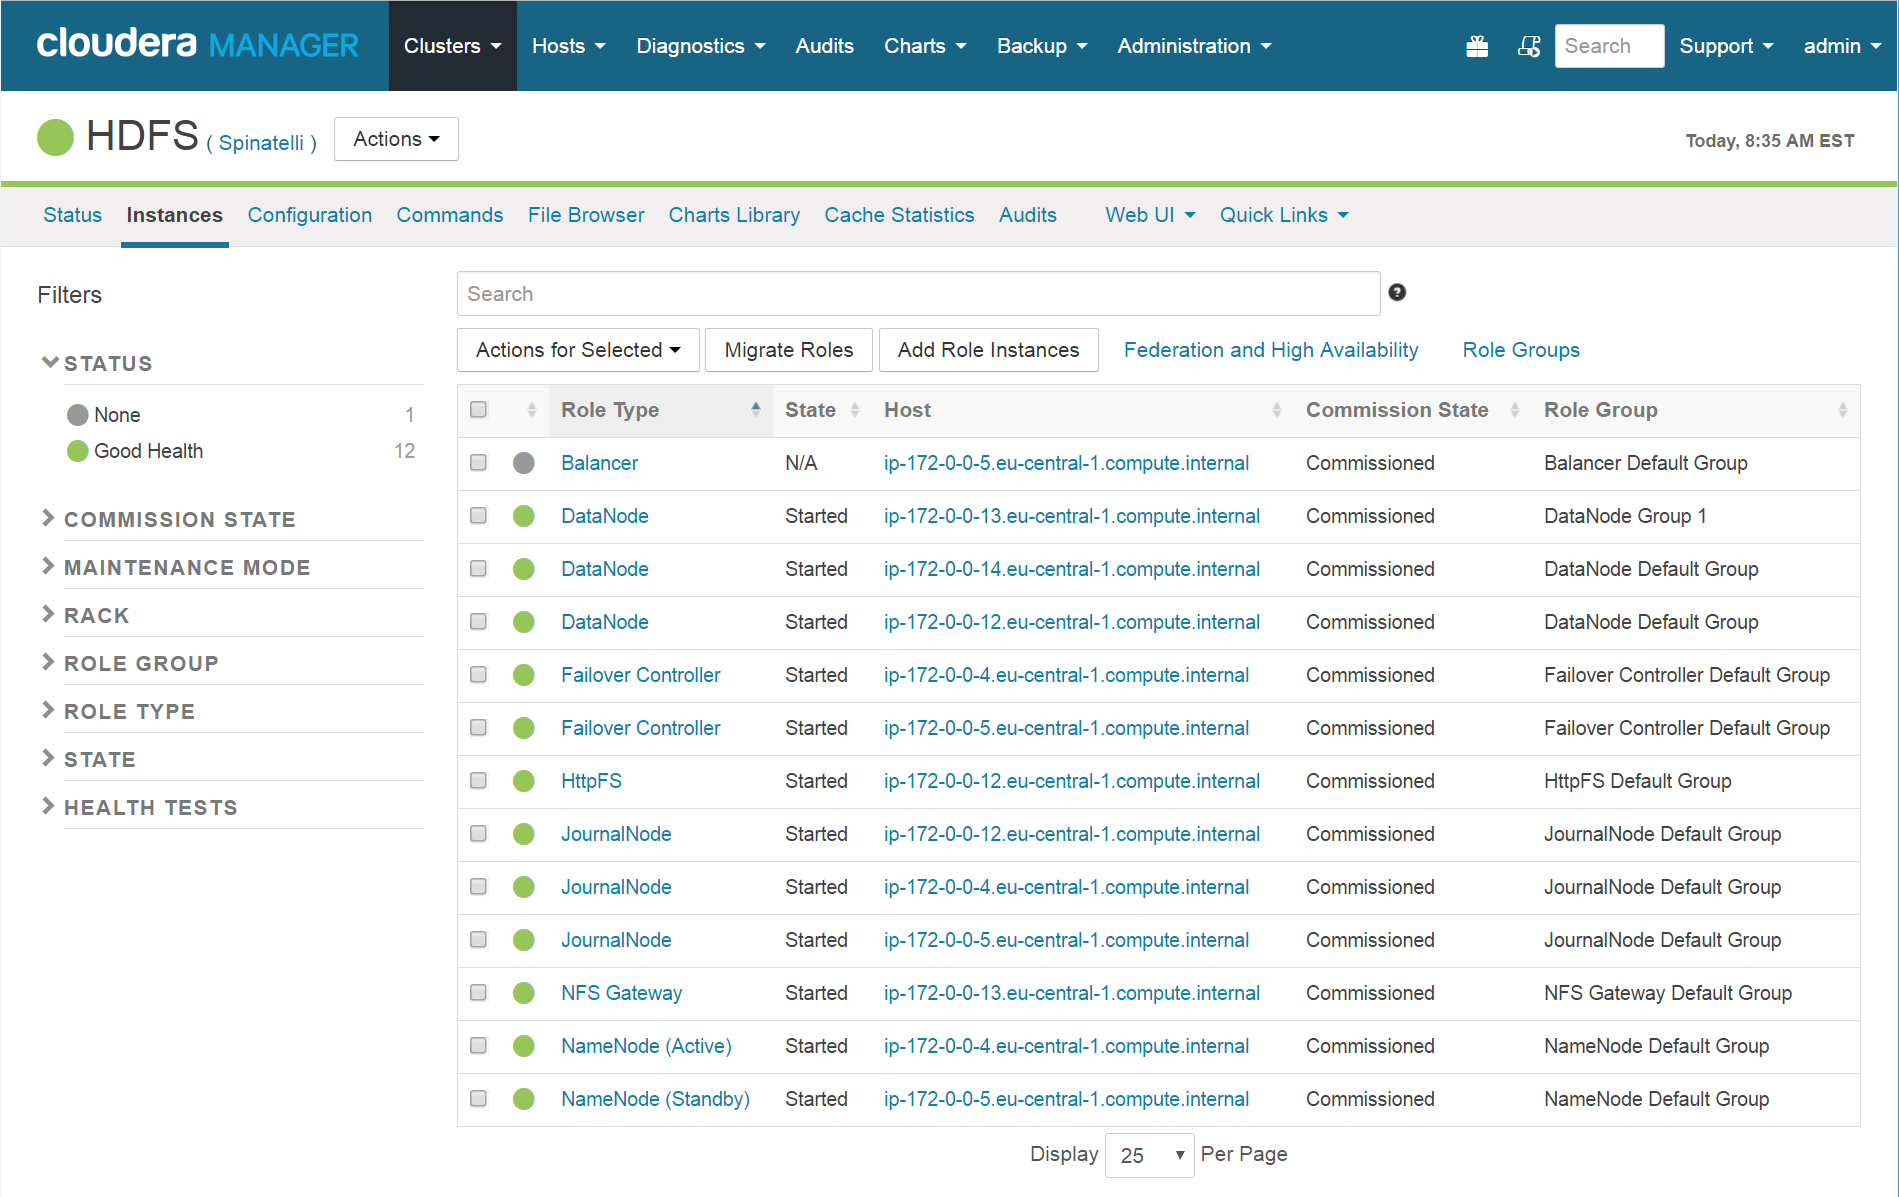 cloudera MANAGER Clusters Hosts Diagnostics Audits Charts Backup Administration Search Support admin
HDFS ( Spinatelli ) Actions Today, 8:35 AM EST
Status Instances Configuration Commands File Browser Charts Library Cache Statistics Audits Web UI Quick Links
Filters
STATUS
None 1
Good Health 12
COMMISSION STATE
MAINTENANCE MODE
RACK
ROLE GROUP
ROLE TYPE
STATE
HEALTH TESTS
Search ?
Actions for Selected Migrate Roles Add Role Instances Federation and High Availability Role Groups
Role Type State Host Commission State Role Group
Balancer N/A ip-172-0-0-5.eu-central-1.compute.internal Commissioned Balancer Default Group
DataNode Started ip-172-0-0-13.eu-central-1.compute.internal Commissioned DataNode Group 1
DataNode Started ip-172-0-0-14.eu-central-1.compute.internal Commissioned DataNode Default Group
DataNode Started ip-172-0-0-12.eu-central-1.compute.internal Commissioned DataNode Default Group
Failover Controller Started ip-172-0-0-4.eu-central-1.compute.internal Commissioned Failover Controller Default Group
Failover Controller Started ip-172-0-0-5.eu-central-1.compute.internal Commissioned Failover Controller Default Group
HttpFS Started ip-172-0-0-12.eu-central-1.compute.internal Commissioned HttpFS Default Group
JournalNode Started ip-172-0-0-12.eu-central-1.compute.internal Commissioned JournalNode Default Group
JournalNode Started ip-172-0-0-4.eu-central-1.compute.internal Commissioned JournalNode Default Group
JournalNode Started ip-172-0-0-5.eu-central-1.compute.internal Commissioned JournalNode Default Group
NFS Gateway Started ip-172-0-0-13.eu-central-1.compute.internal Commissioned NFS Gateway Default Group
NameNode (Active) Started ip-172-0-0-4.eu-central-1.compute.internal Commissioned NameNode Default Group
NameNode (Standby) Started ip-172-0-0-5.eu-central-1.compute.internal Commissioned NameNode Default Group
Display 25 Per Page